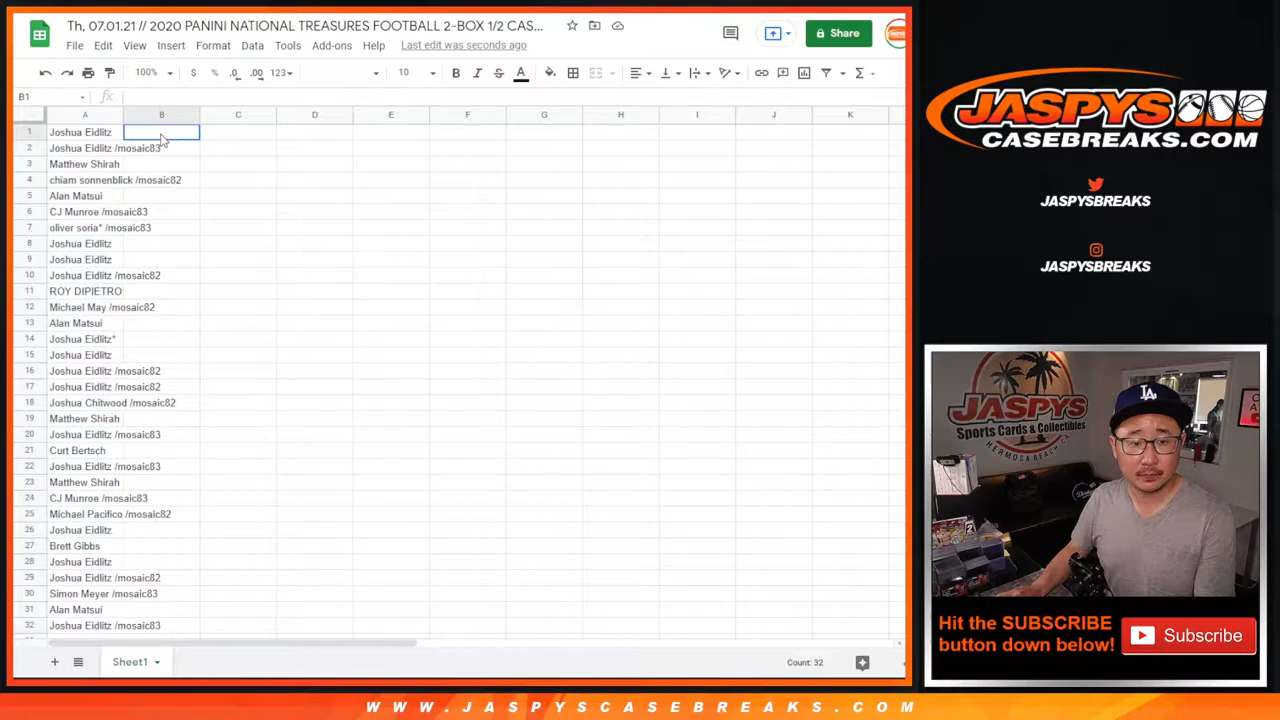 Th, 07.01.21 // 2020 PANINI NATIONAL TREASURES FOOTBALL 2-BOX 1/2 CAS...
File Edit View Insert Format Data Tools Add-ons Help Last edit was seconds ago
Share
100% $ % .0 .00 123 10 B I S A
B1 fx
A B C D E F G H I J K
1 Joshua Eidlitz
2 Joshua Eidlitz /mosaic83
3 Matthew Shirah
4 chiam sonnenblick /mosaic82
5 Alan Matsui
6 CJ Munroe /mosaic83
7 oliver soria* /mosaic83
8 Joshua Eidlitz
9 Joshua Eidlitz
10 Joshua Eidlitz /mosaic82
11 ROY DIPIETRO
12 Michael May /mosaic82
13 Alan Matsui
14 Joshua Eidlitz*
15 Joshua Eidlitz
16 Joshua Eidlitz /mosaic82
17 Joshua Eidlitz /mosaic82
18 Joshua Chitwood /mosaic82
19 Matthew Shirah
20 Joshua Eidlitz /mosaic83
21 Curt Bertsch
22 Joshua Eidlitz /mosaic83
23 Matthew Shirah
24 CJ Munroe /mosaic83
25 Michael Pacifico /mosaic82
26 Joshua Eidlitz
27 Brett Gibbs
28 Joshua Eidlitz
29 Joshua Eidlitz /mosaic82
30 Simon Meyer /mosaic83
31 Alan Matsui
32 Joshua Eidlitz /mosaic83
Sheet1
Count: 32
JASPYS
CASEBREAKS.COM
JASPYSBREAKS
JASPYSBREAKS
JASPYS
Sports Cards & Collectibles
HERMOSA BEACH, CA
LA
Hit the SUBSCRIBE
button down below!
Subscribe
WWW.JASPYSCASEBREAKS.COM